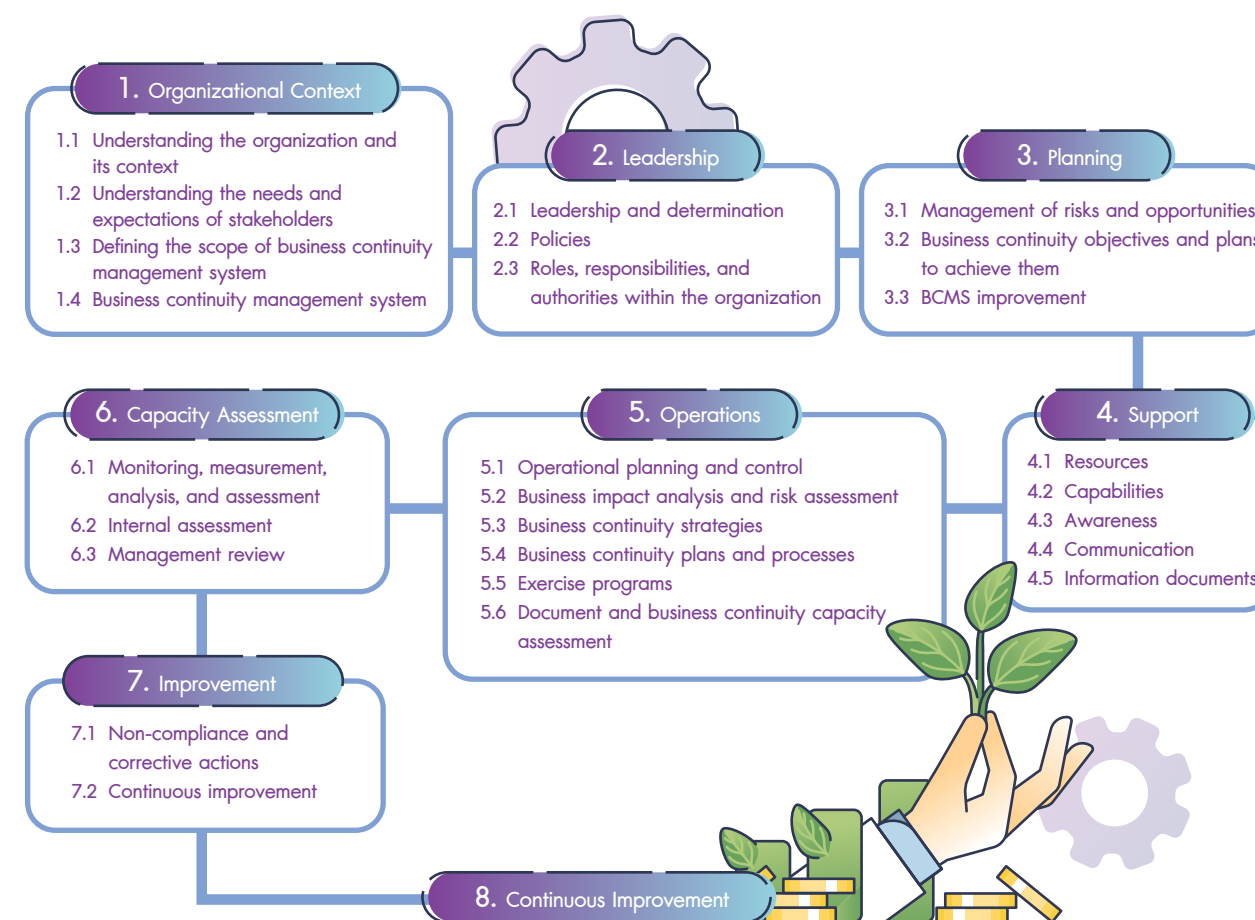 1. Organizational Context
1.1 Understanding the organization and
its context
1.2 Understanding the needs and
expectations of stakeholders
1.3 Defining the scope of business continuity
management system
1.4 Business continuity management system
2. Leadership
2.1 Leadership and determination
2.2 Policies
2.3 Roles, responsibilities, and
authorities within the organization
3. Planning
3.1 Management of risks and opportunities
3.2 Business continuity objectives and plans
to achieve them
3.3 BCMS improvement
4. Support
4.1 Resources
4.2 Capabilities
4.3 Awareness
4.4 Communication
4.5 Information documents
5. Operations
5.1 Operational planning and control
5.2 Business impact analysis and risk assessment
5.3 Business continuity strategies
5.4 Business continuity plans and processes
5.5 Exercise programs
5.6 Document and business continuity capacity
assessment
6. Capacity Assessment
6.1 Monitoring, measurement,
analysis, and assessment
6.2 Internal assessment
6.3 Management review
7. Improvement
7.1 Non-compliance and
corrective actions
7.2 Continuous improvement
8. Continuous Improvement